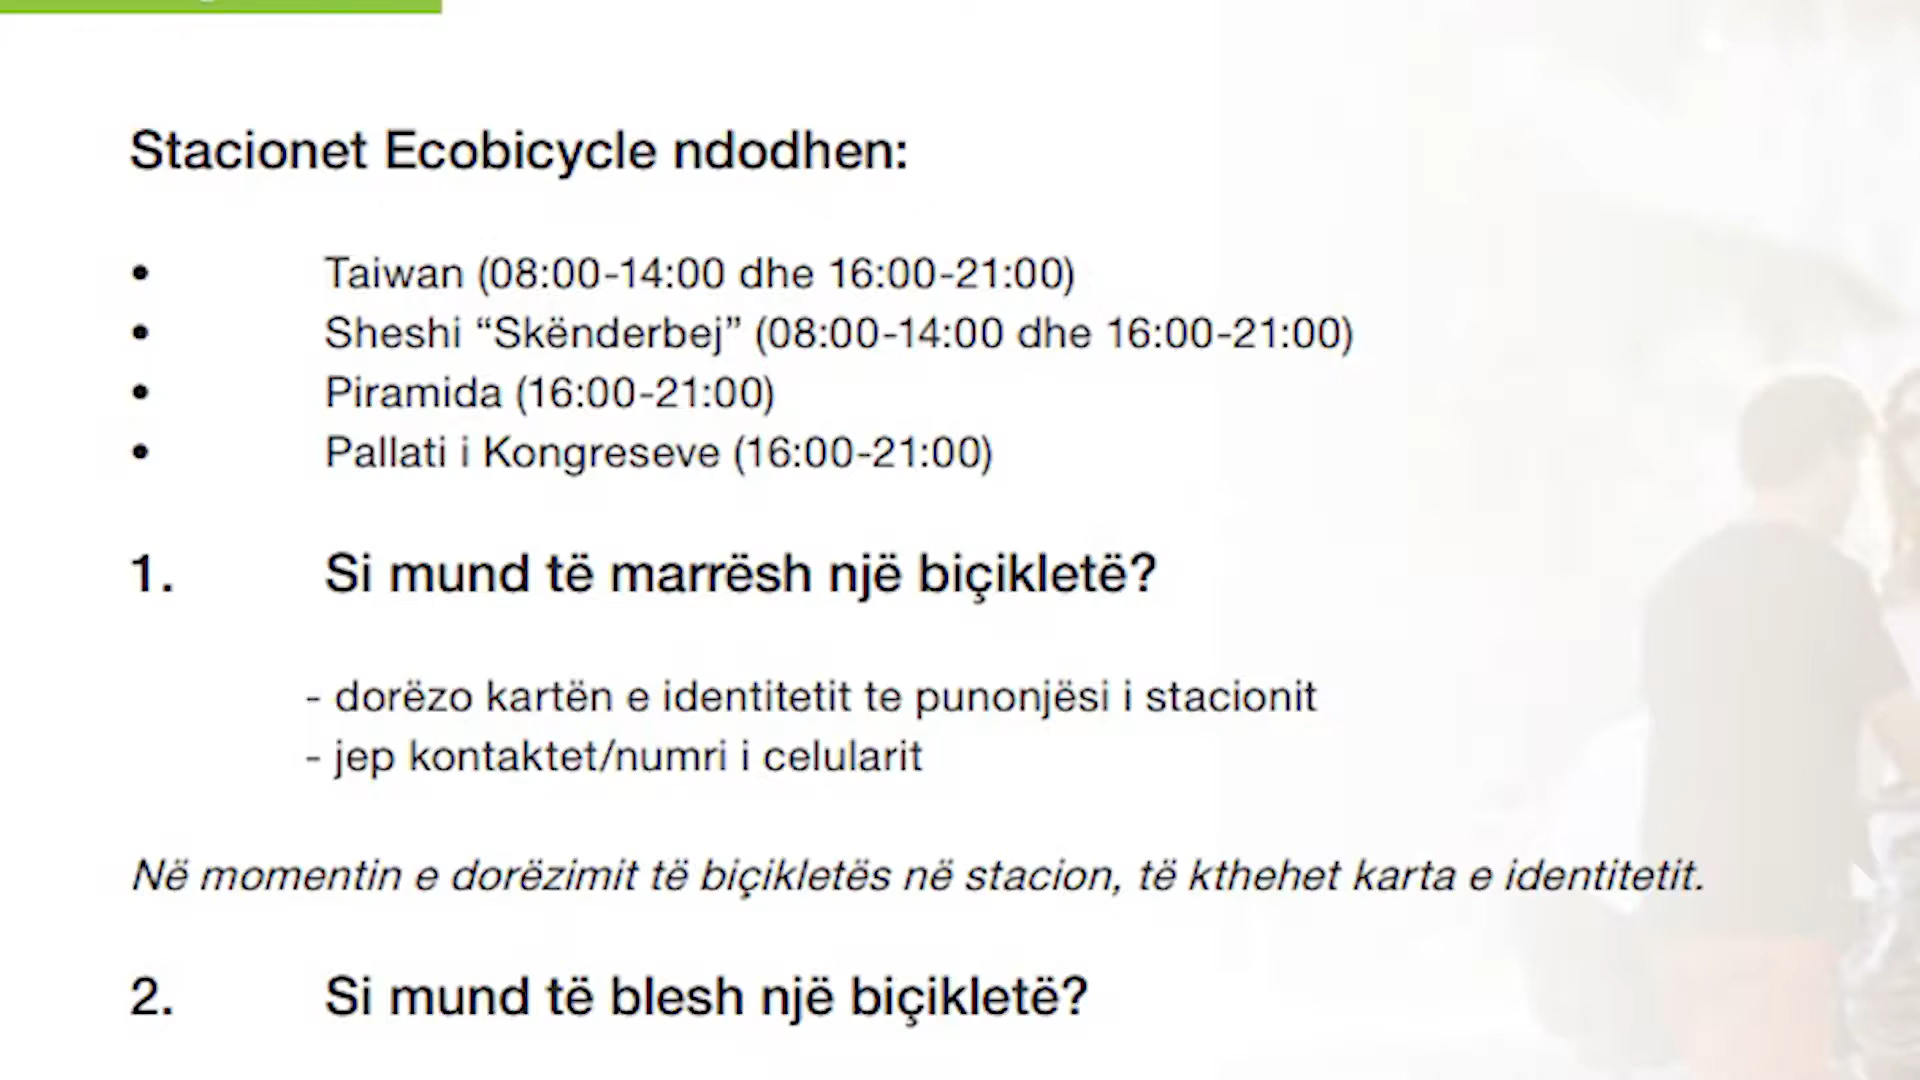 Stacionet Ecobicycle ndodhen:
• Taiwan (08:00-14:00 dhe 16:00-21:00)
• Sheshi “Skënderbej” (08:00-14:00 dhe 16:00-21:00)
• Piramida (16:00-21:00)
• Pallati i Kongreseve (16:00-21:00)
1. Si mund të marrësh një biçikletë?
- dorëzo kartën e identitetit te punonjësi i stacionit
- jep kontaktet/numri i celularit
Në momentin e dorëzimit të biçikletës në stacion, të kthehet karta e identitetit.
2. Si mund të blesh një biçikletë?